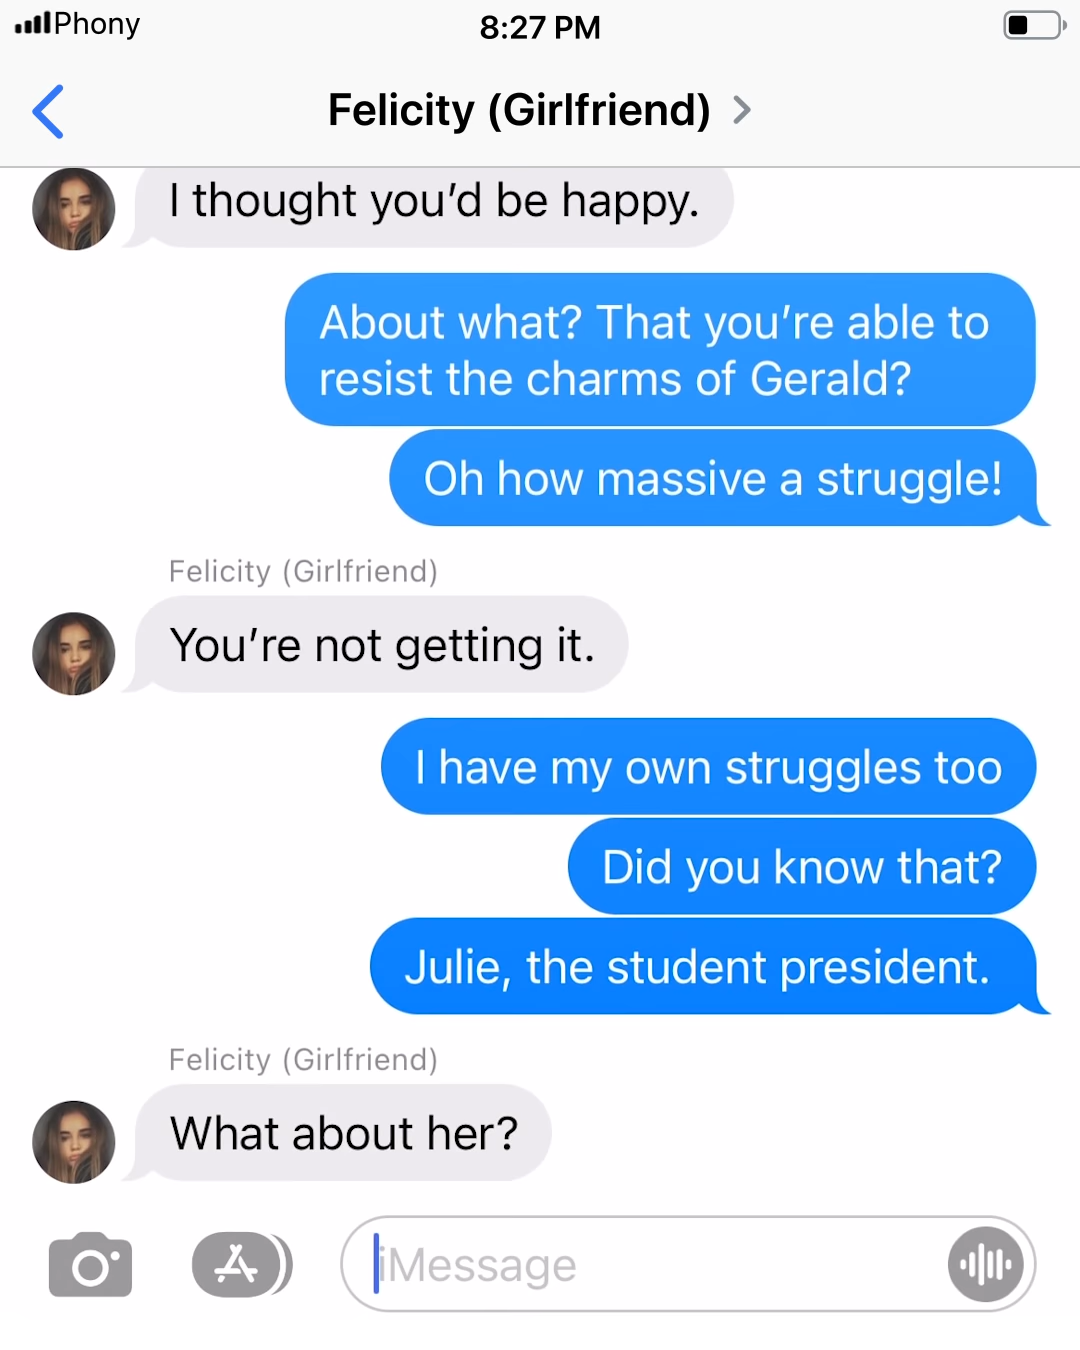 Phony
8:27 PM
Felicity (Girlfriend)
I thought you’d be happy.
About what? That you’re able to
resist the charms of Gerald?
Oh how massive a struggle!
Felicity (Girlfriend)
You’re not getting it.
I have my own struggles too
Did you know that?
Julie, the student president.
Felicity (Girlfriend)
What about her?
iMessage